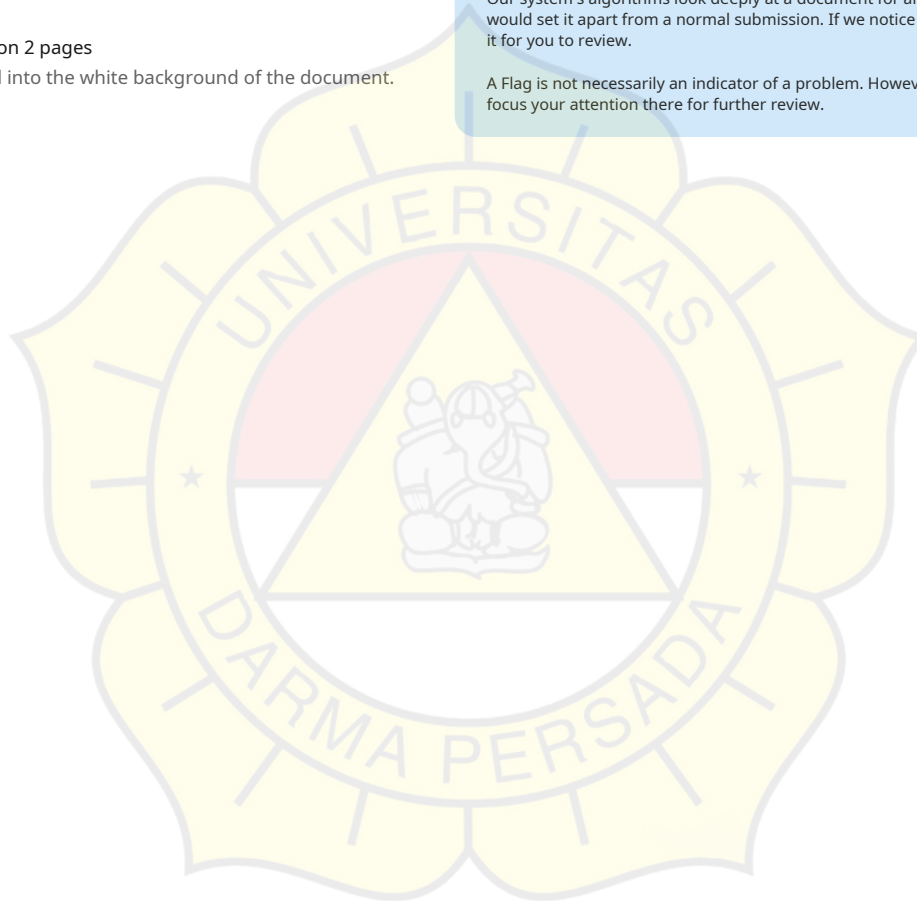 on 2 pages
into the white background of the document.
Our system's algorithms look deeply at a document for
would set it apart from a normal submission. If we notice
it for you to review.
A Flag is not necessarily an indicator of a problem.
focus your attention there for further review.
UNIVERSITAS
DARMA PERSADA